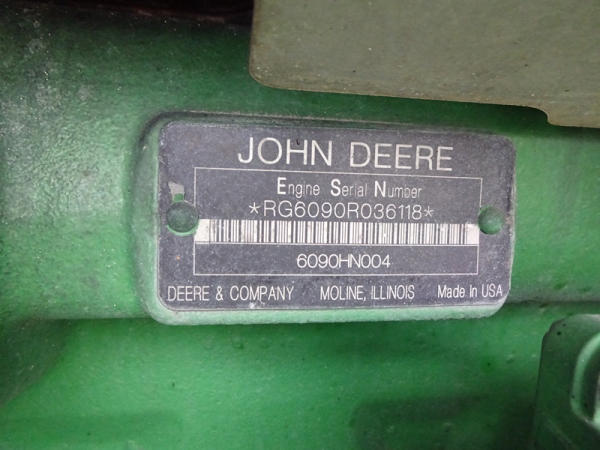 JOHN DEERE
Engine Serial Number
*RG6090R036118*
6090HN004
DEERE & COMPANY MOLINE, ILLINOIS Made In USA